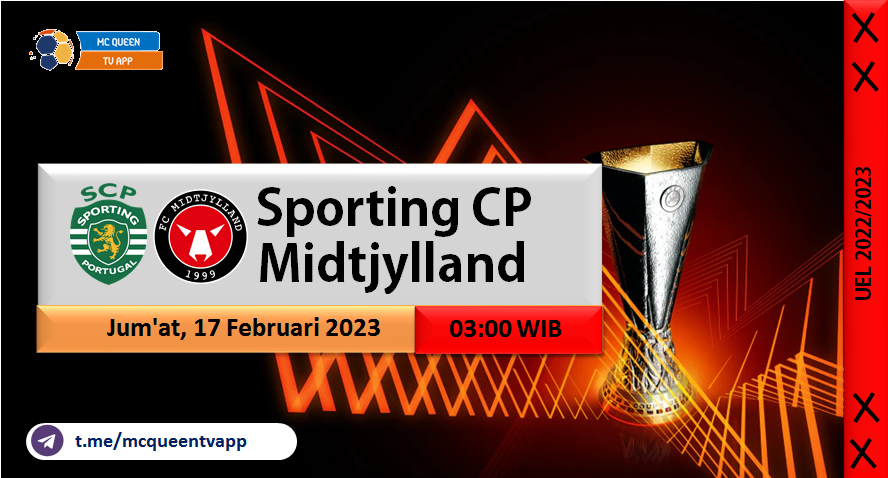 MC QUEEN
TV APP
SCP
SPORTING
PORTUGAL
FC MIDTJYLLAND
1999
Sporting CP
Midtjylland
Jum'at, 17 Februari 2023
03:00 WIB
UEL 2022/2023
t.me/mcqueentvapp